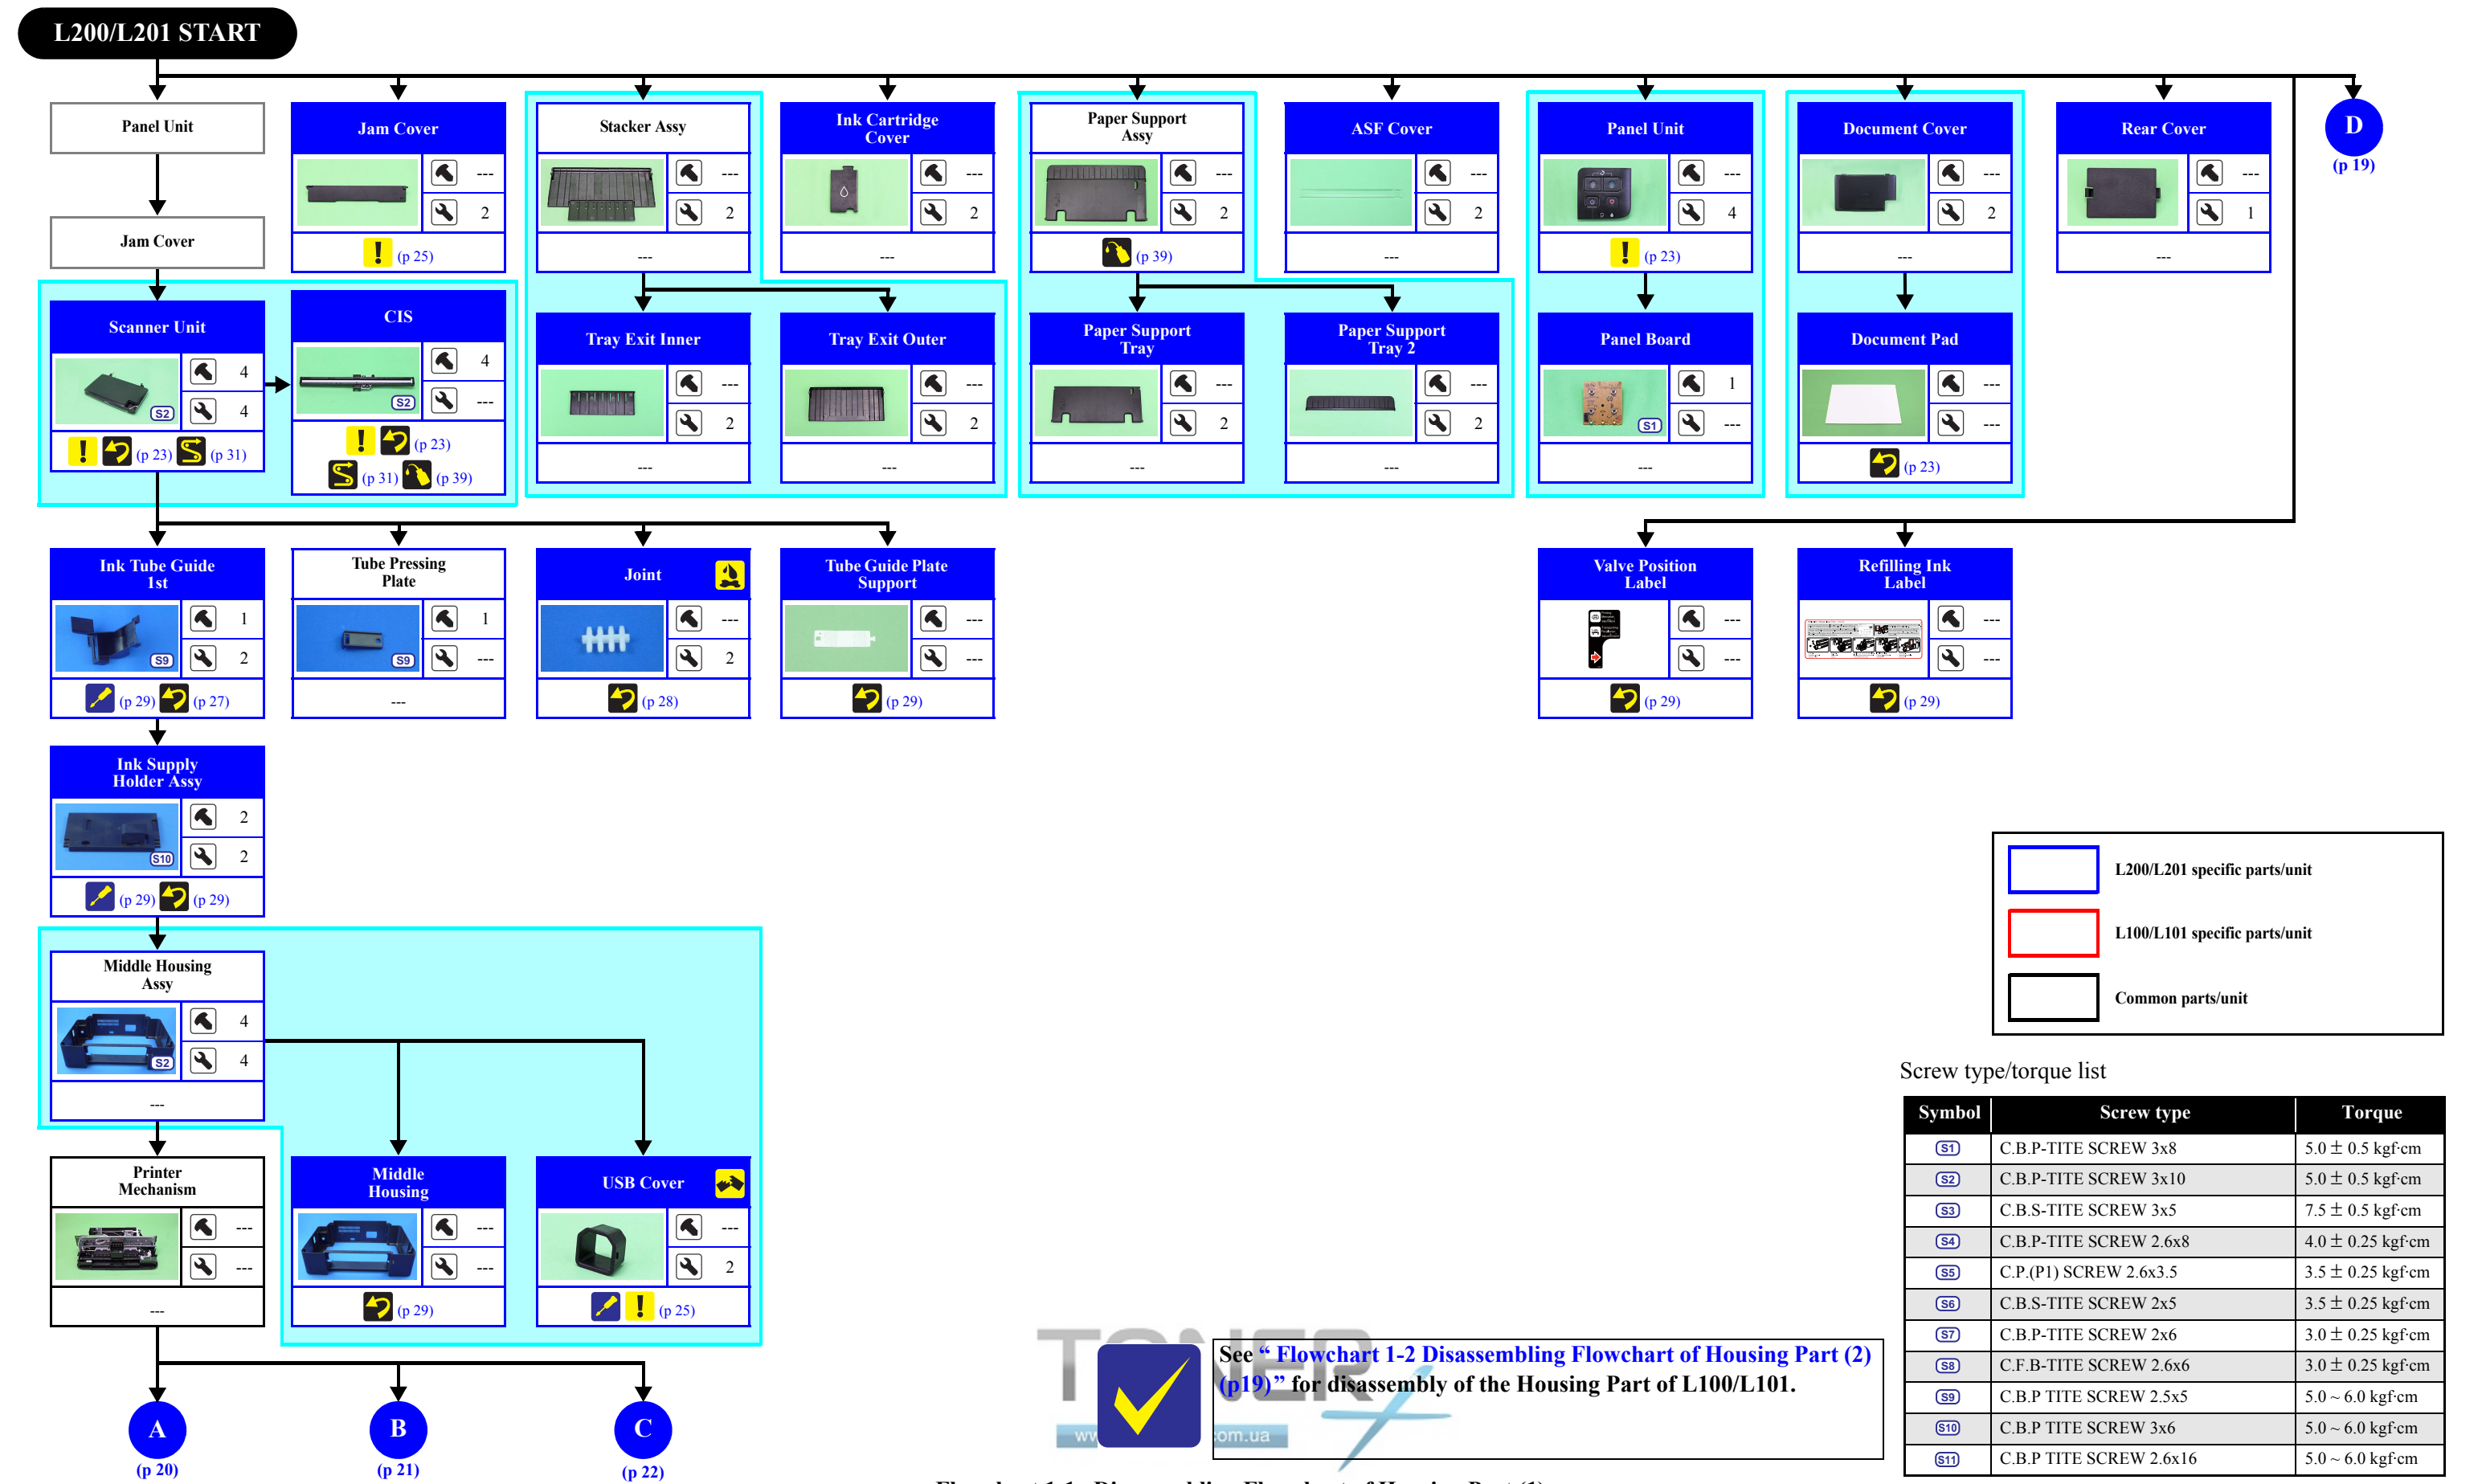 L200/L201 START
Panel Unit
Jam Cover
---
2
(p 25)
Stacker Assy
---
2
---
Ink Cartridge
Cover
---
2
---
Paper Support
Assy
---
2
(p 39)
ASF Cover
---
2
---
Panel Unit
---
4
(p 23)
Document Cover
---
2
---
Rear Cover
---
1
---
D
(p 19)
Jam Cover
Scanner Unit
S2
4
4
(p 23) (p 31)
CIS
S2
4
---
(p 23)
(p 31) (p 39)
Tray Exit Inner
---
2
---
Tray Exit Outer
---
2
---
Paper Support
Tray
---
2
---
Paper Support
Tray 2
---
2
---
Panel Board
S1
1
---
---
Document Pad
---
---
(p 23)
Ink Tube Guide
1st
S9
1
2
(p 29) (p 27)
Tube Pressing
Plate
S9
1
---
---
Joint
---
2
(p 28)
Tube Guide Plate
Support
---
---
(p 29)
Valve Position
Label
---
---
(p 29)
Refilling Ink
Label
---
---
(p 29)
Ink Supply
Holder Assy
S10
2
2
(p 29) (p 29)
Middle Housing
Assy
S2
4
4
---
Printer
Mechanism
---
---
---
Middle
Housing
---
---
(p 29)
USB Cover
---
2
(p 25)
A
(p 20)
B
(p 21)
C
(p 22)
L200/L201 specific parts/unit
L100/L101 specific parts/unit
Common parts/unit
Screw type/torque list
Symbol Screw type Torque
S1 C.B.P-TITE SCREW 3x8 5.0 ± 0.5 kgf·cm
S2 C.B.P-TITE SCREW 3x10 5.0 ± 0.5 kgf·cm
S3 C.B.S-TITE SCREW 3x5 7.5 ± 0.5 kgf·cm
S4 C.B.P-TITE SCREW 2.6x8 4.0 ± 0.25 kgf·cm
S5 C.P.(P1) SCREW 2.6x3.5 3.5 ± 0.25 kgf·cm
S6 C.B.S-TITE SCREW 2x5 3.5 ± 0.25 kgf·cm
S7 C.B.P-TITE SCREW 2x6 3.0 ± 0.25 kgf·cm
S8 C.F.B-TITE SCREW 2.6x6 3.0 ± 0.25 kgf·cm
S9 C.B.P TITE SCREW 2.5x5 5.0 ~ 6.0 kgf·cm
S10 C.B.P TITE SCREW 3x6 5.0 ~ 6.0 kgf·cm
S11 C.B.P TITE SCREW 2.6x16 5.0 ~ 6.0 kgf·cm
See “ Flowchart 1-2 Disassembling Flowchart of Housing Part (2)
(p19)” for disassembly of the Housing Part of L100/L101.
TONER
om.ua